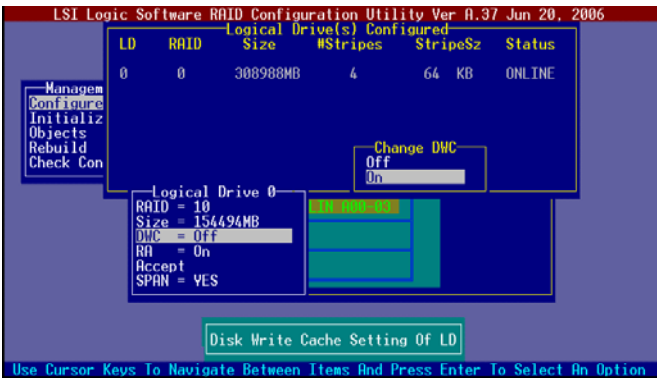 LSI Logic Software RAID Configuration Utility Ver A.37 Jun 20, 2006
Logical Drive(s) Configured
LD RAID Size #Stripes StripeSz Status
0 0 308988MB 4 64 KB ONLINE
Managem
Configure
Initializ
Objects
Rebuild
Check Con
Change DWC
Off
On
Logical Drive 0
RAID = 10
Size = 154494MB
DWC = Off
RA = On
Accept
SPAN = YES
LIN A00-03
Disk Write Cache Setting Of LD
Use Cursor Keys To Navigate Between Items And Press Enter To Select An Option